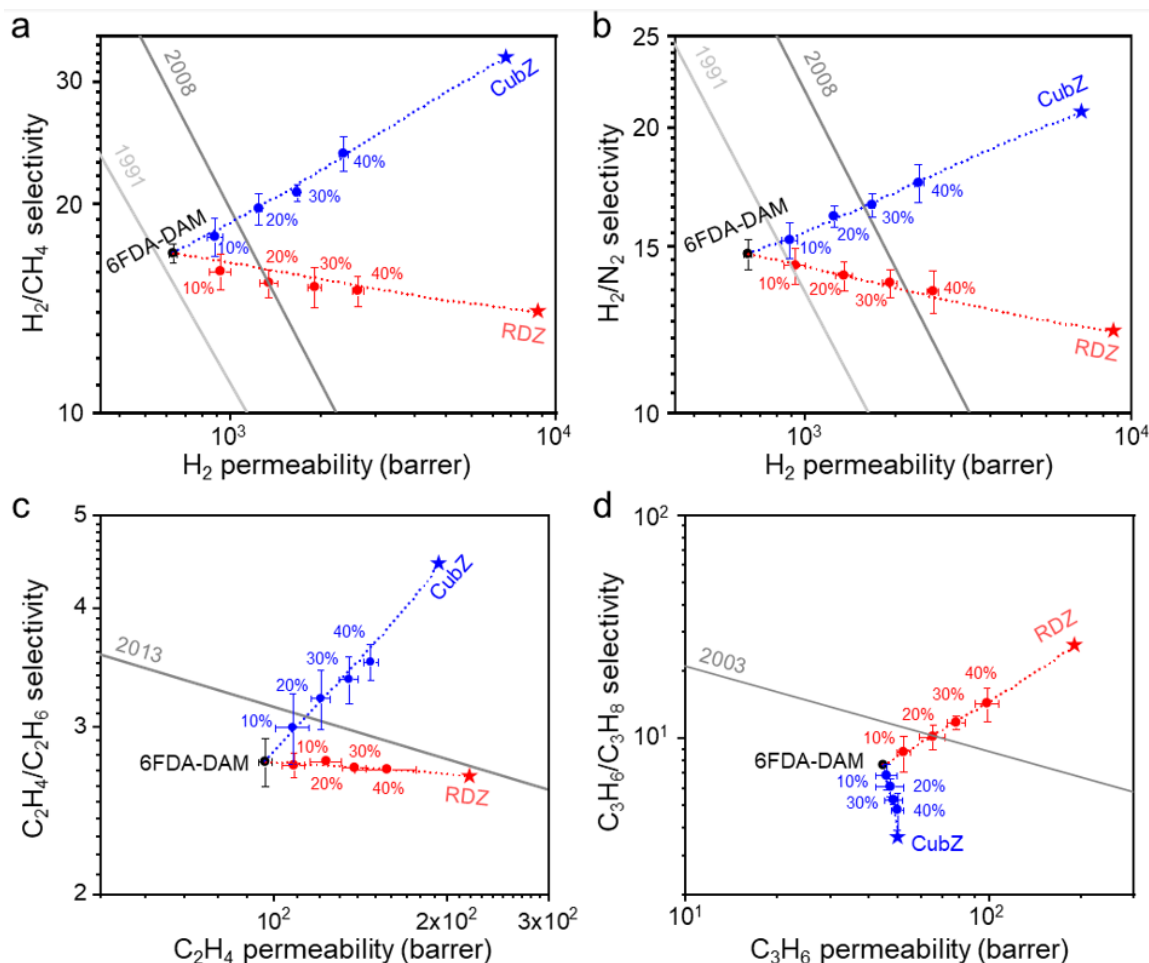 a
30
20
10
H₂/CH₄ selectivity
1991
2008
6FDA-DAM
10%
20%
30%
40%
CubZ
10%
20%
30%
40%
RDZ
10³
10⁴
H₂ permeability (barrer)
b
25
20
15
10
H₂/N₂ selectivity
1991
2008
6FDA-DAM
10%
20%
30%
40%
CubZ
10%
20%
30%
40%
RDZ
10³
10⁴
H₂ permeability (barrer)
c
5
4
3
2
C₂H₄/C₂H₆ selectivity
2013
6FDA-DAM
10%
20%
30%
40%
CubZ
10%
20%
30%
40%
RDZ
10²
2x10²
3x10²
C₂H₄ permeability (barrer)
d
10²
10¹
C₃H₆/C₃H₈ selectivity
2003
6FDA-DAM
10%
20%
30%
40%
RDZ
10%
20%
30%
40%
CubZ
10¹
10²
C₃H₆ permeability (barrer)